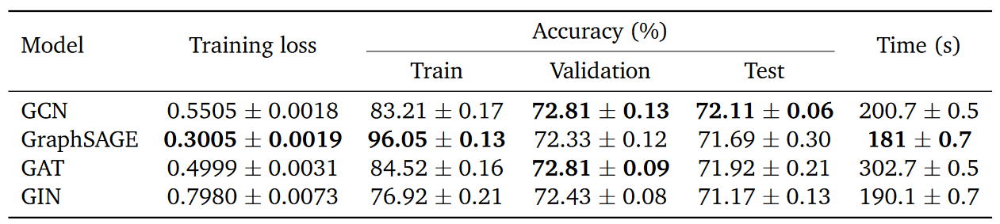 Model Training loss Accuracy (%) Time (s)
Train Validation Test
GCN 0.5505 ± 0.0018 83.21 ± 0.17 72.81 ± 0.13 72.11 ± 0.06 200.7 ± 0.5
GraphSAGE 0.3005 ± 0.0019 96.05 ± 0.13 72.33 ± 0.12 71.69 ± 0.30 181 ± 0.7
GAT 0.4999 ± 0.0031 84.52 ± 0.16 72.81 ± 0.09 71.92 ± 0.21 302.7 ± 0.5
GIN 0.7980 ± 0.0073 76.92 ± 0.21 72.43 ± 0.08 71.17 ± 0.13 190.1 ± 0.7